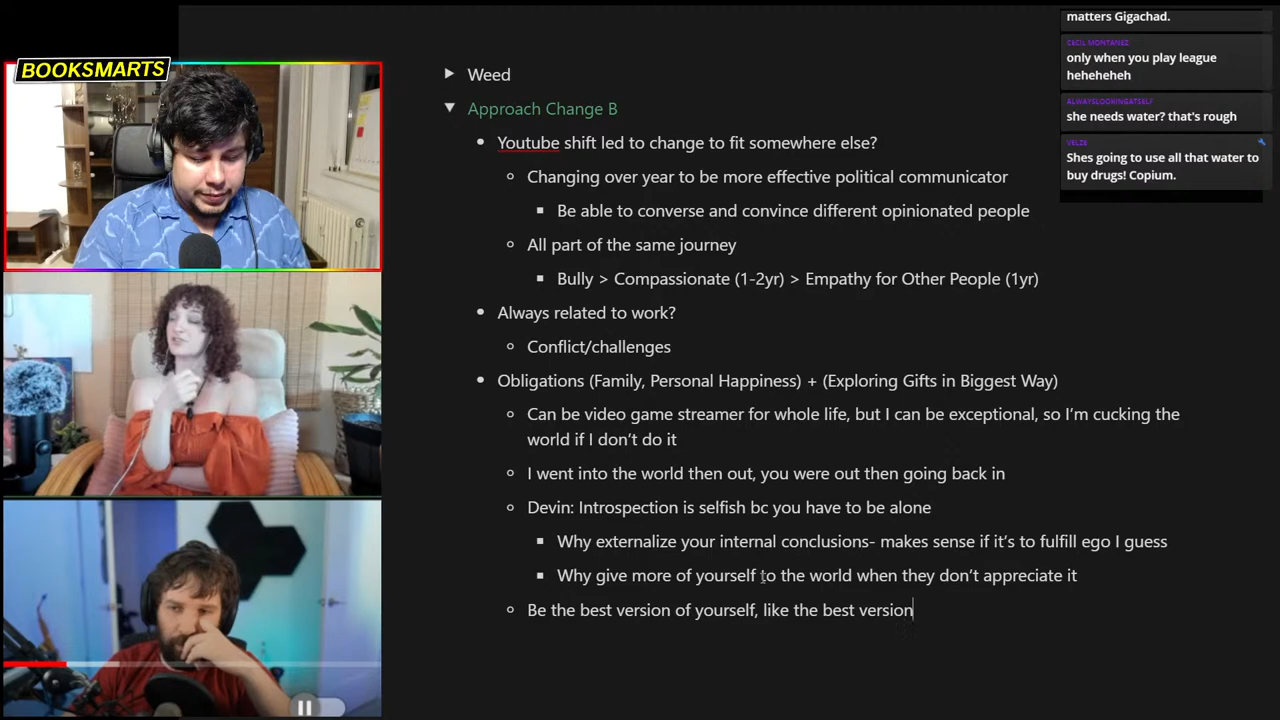 BOOKSMARTS
Weed
Approach Change B
Youtube shift led to change to fit somewhere else?
Changing over year to be more effective political communicator
Be able to converse and convince different opinionated people
All part of the same journey
Bully > Compassionate (1-2yr) > Empathy for Other People (1yr)
Always related to work?
Conflict/challenges
Obligations (Family, Personal Happiness) + (Exploring Gifts in Biggest Way)
Can be video game streamer for whole life, but I can be exceptional, so I'm cucking the
world if I don't do it
I went into the world then out, you were out then going back in
Devin: Introspection is selfish bc you have to be alone
Why externalize your internal conclusions- makes sense if it's to fulfill ego I guess
Why give more of yourself to the world when they don't appreciate it
Be the best version of yourself, like the best version
matters Gigachad.
CECIL MONTANEZ
only when you play league
heheheheh
ALWAYSLOOKINGATSELF
she needs water? that's rough
VELZE
Shes going to use all that water to
buy drugs! Copium.